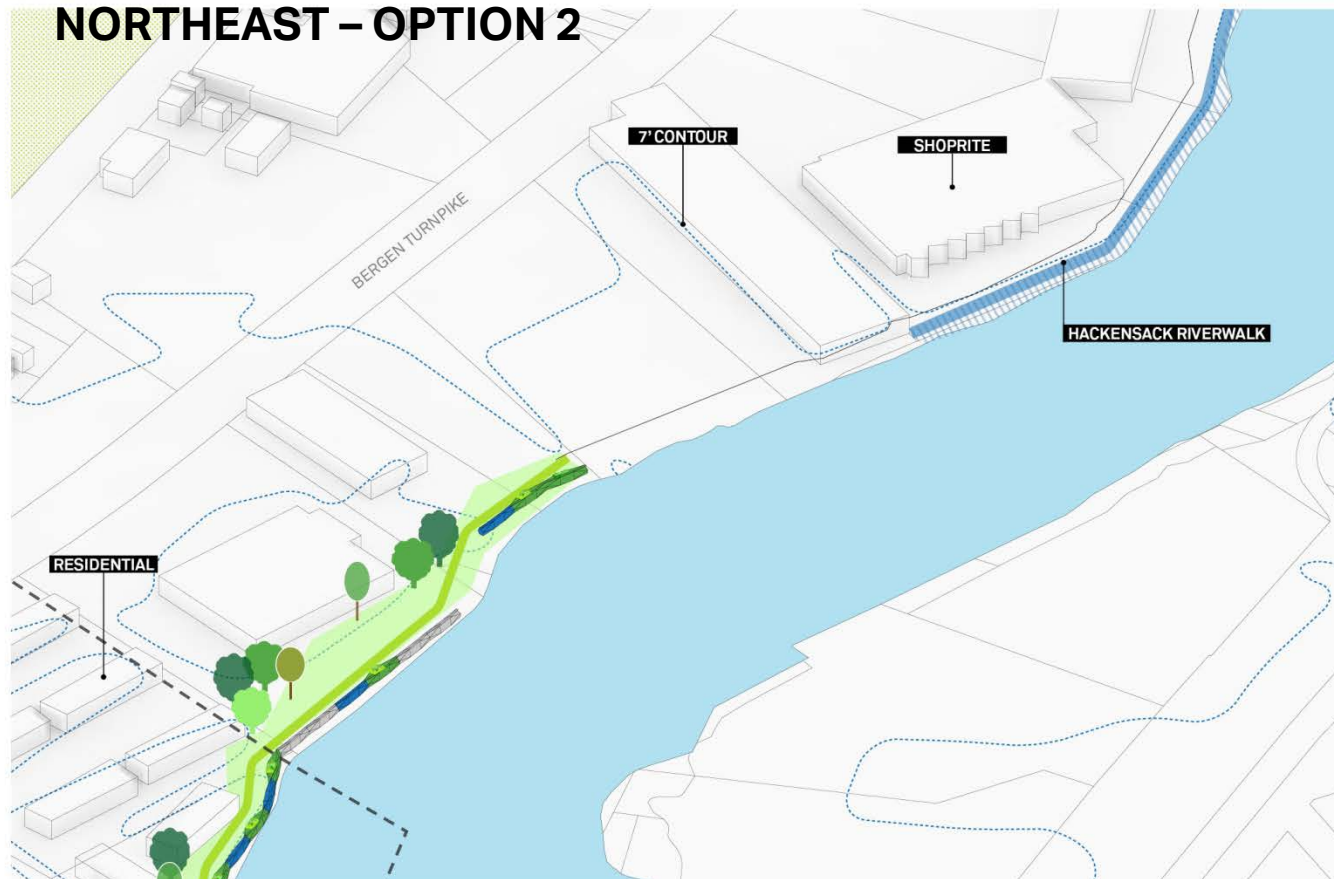 NORTHEAST – OPTION 2
7' CONTOUR
SHOPRITE
BERGEN TURNPIKE
HACKENSACK RIVERWALK
RESIDENTIAL